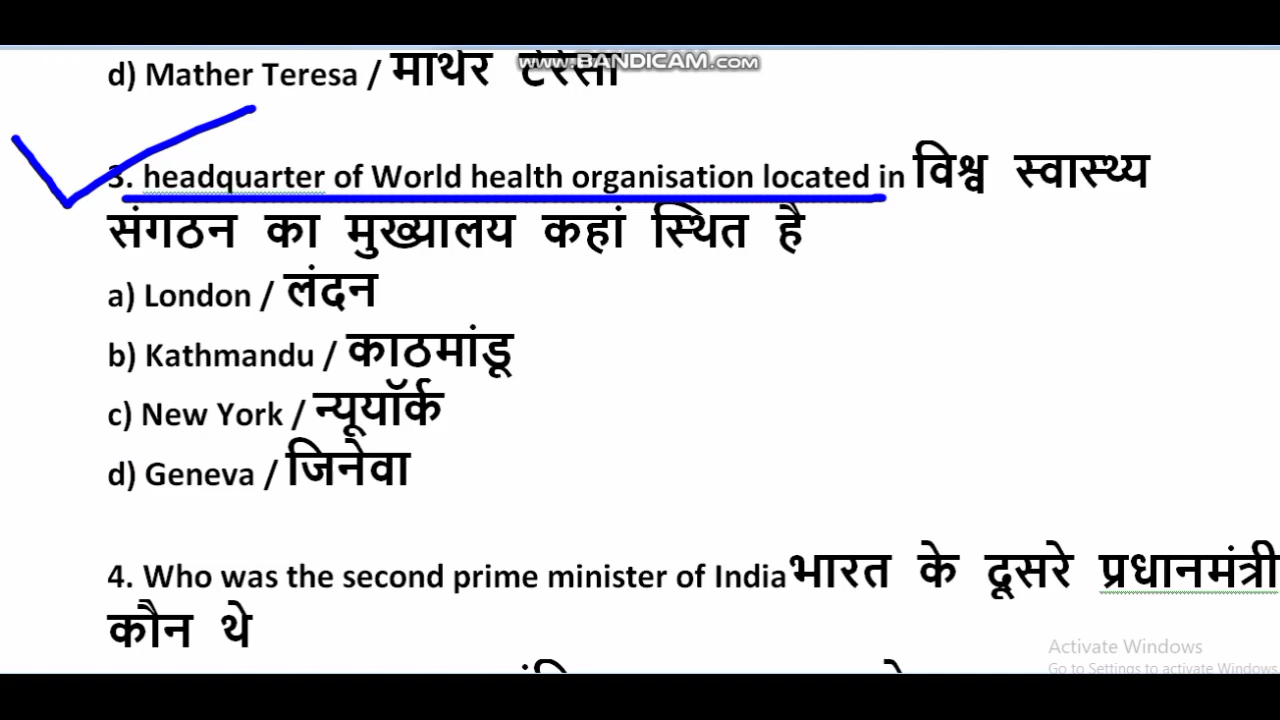 www.BANDICAM.com
d) Mather Teresa / माथेर टेरेसा
3. headquarter of World health organisation located in विश्व स्वास्थ्य
संगठन का मुख्यालय कहां स्थित है
a) London / लंदन
b) Kathmandu / काठमांडू
c) New York / न्यूयॉर्क
d) Geneva / जिनेवा
4. Who was the second prime minister of India भारत के दूसरे प्रधानमंत्री
कौन थे
Activate Windows
Go to Settings to activate Windows